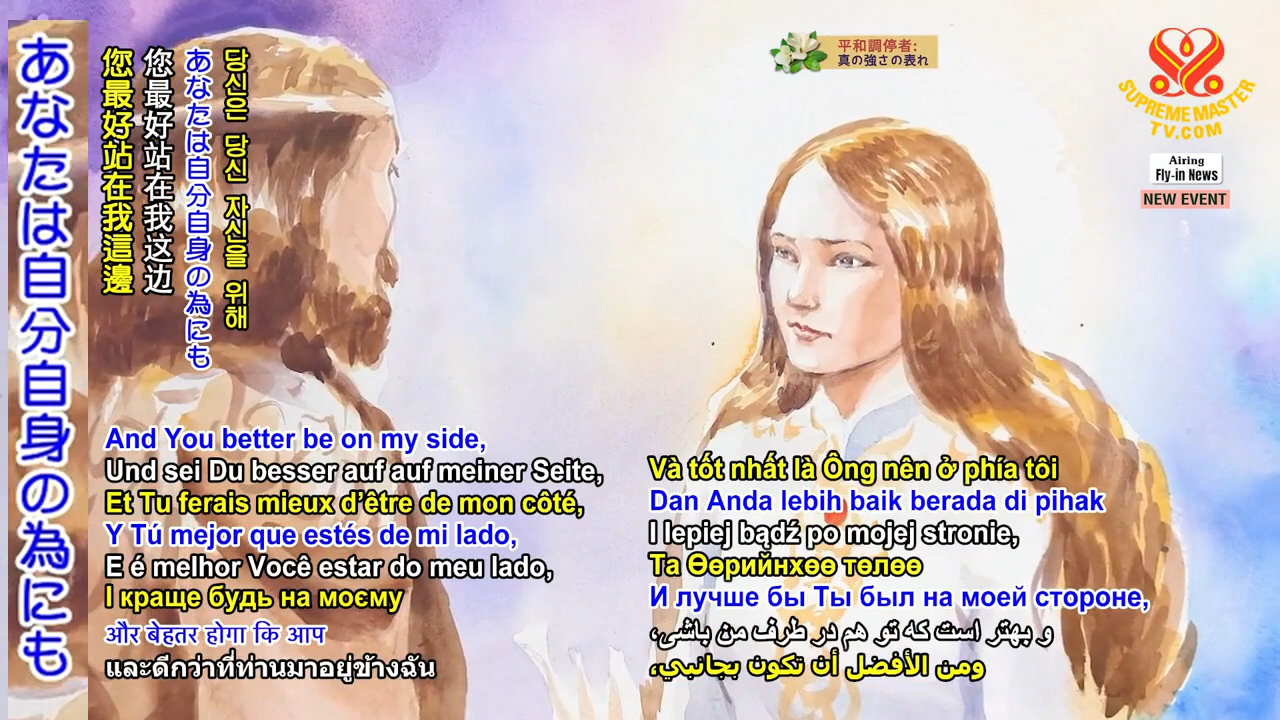 あなたは自分自身の為にも
您最好站在我這邊
您最好站在我这边
あなたは自分自身の為にも
당신은 당신 자신을 위해
平和調停者:
真の強さの表れ
SUPREME MASTER
TV.COM
Airing
Fly-in News
NEW EVENT
And You better be on my side,
Und sei Du besser auf auf meiner Seite,
Et Tu ferais mieux d'être de mon côté,
Y Tú mejor que estés de mi lado,
E é melhor Você estar do meu lado,
І краще будь на моєму
और बेहतर होगा कि आप
และดีกว่าที่ท่านมาอยู่ข้างฉัน
Và tốt nhất là Ông nên ở phía tôi
Dan Anda lebih baik berada di pihak
I lepiej bądź po mojej stronie,
Та Өөрийнхөө төлөө
И лучше бы Ты был на моей стороне,
و بهتر است که تو هم در طرف من باشی،
ومن الأفضل أن تكون بجانبي،